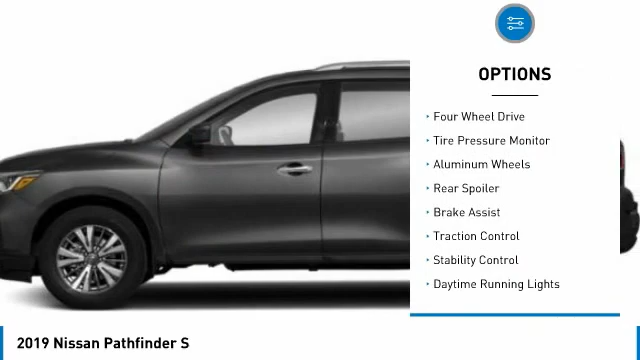 OPTIONS
Four Wheel Drive
Tire Pressure Monitor
Aluminum Wheels
Rear Spoiler
Brake Assist
Traction Control
Stability Control
Daytime Running Lights
2019 Nissan Pathfinder S